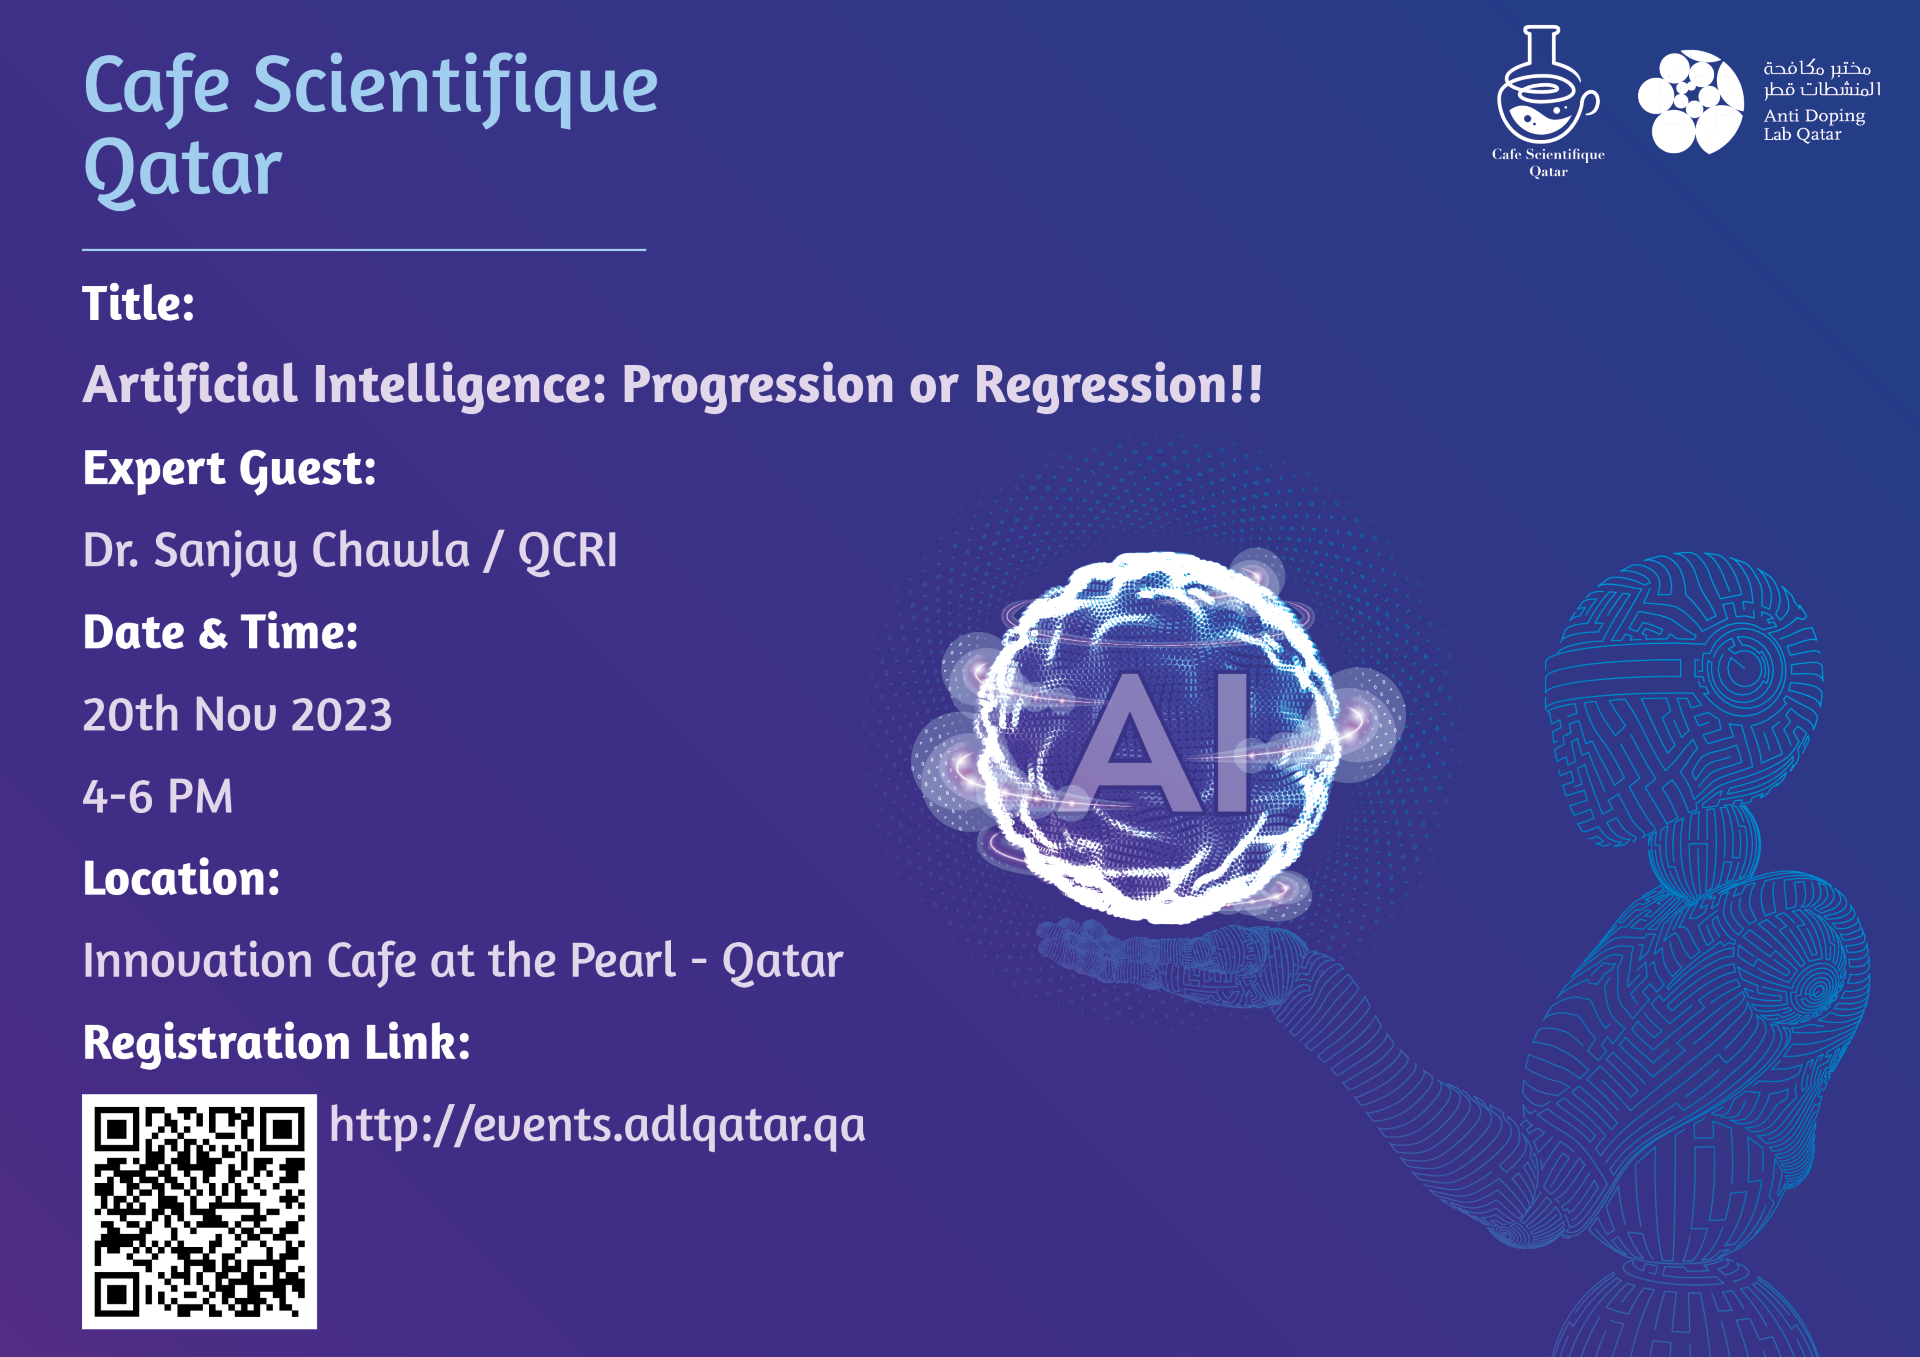 Cafe Scientifique
Qatar
Cafe Scientifique
Qatar
مختبر مكافحة
المنشطات قطر
Anti Doping
Lab Qatar
Title:
Artificial Intelligence: Progression or Regression!!
Expert Guest:
Dr. Sanjay Chawla / QCRI
Date & Time:
20th Nov 2023
4-6 PM
Location:
Innovation Cafe at the Pearl - Qatar
Registration Link:
http://events.adlqatar.qa
AI